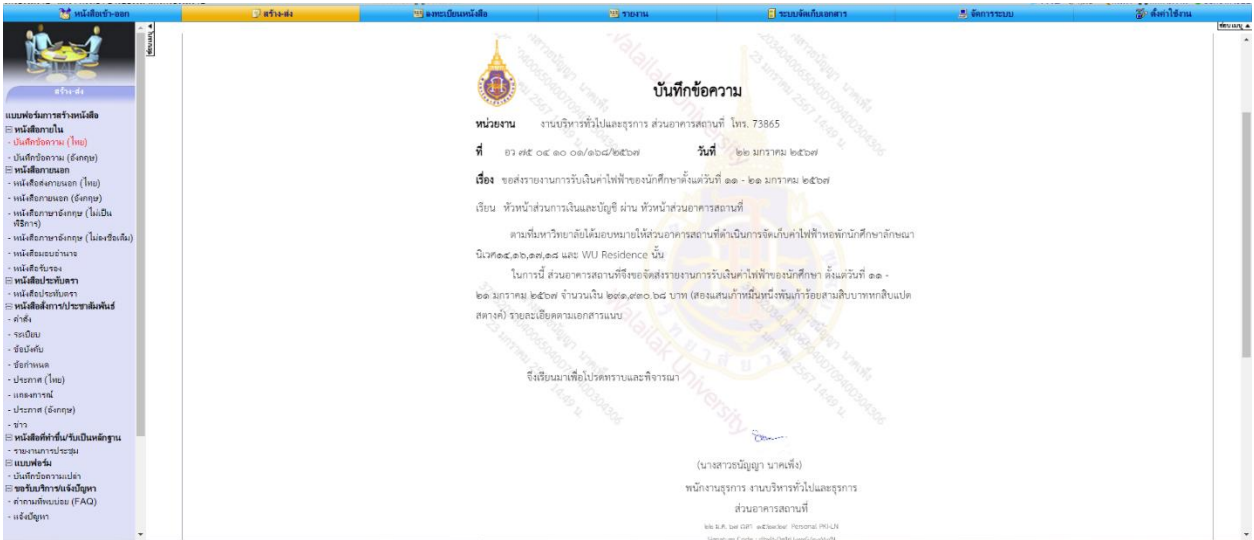 หนังสือเข้า-ออก
สร้าง-ส่ง
ลงทะเบียนหนังสือ
รายงาน
ระบบจัดเก็บเอกสาร
จัดการระบบ
ตั้งค่าใช้งาน
ซ่อนเมนู
ซ่อนเมนู
สร้าง-ส่ง
แบบฟอร์มการสร้างหนังสือ
หนังสือภายใน
- บันทึกข้อความ (ไทย)
- บันทึกข้อความ (อังกฤษ)
หนังสือภายนอก
- หนังสือส่งภายนอก (ไทย)
- หนังสือภายนอก (อังกฤษ)
- หนังสือภาษาอังกฤษ (ไม่เป็น
พิธีการ)
- หนังสือภาษาอังกฤษ (ไม่ลงชื่อเต็ม)
- หนังสือมอบอำนาจ
- หนังสือรับรอง
หนังสือประทับตรา
- หนังสือประทับตรา
หนังสือสั่งการ/ประชาสัมพันธ์
- คำสั่ง
- ระเบียบ
- ข้อบังคับ
- ข้อกำหนด
- ประกาศ (ไทย)
- แถลงการณ์
- ประกาศ (อังกฤษ)
- ข่าว
หนังสือที่ทำขึ้น/รับเป็นหลักฐาน
- รายงานการประชุม
แบบฟอร์ม
- บันทึกข้อความเปล่า
ขอรับบริการ/แจ้งปัญหา
- คำถามที่พบบ่อย (FAQ)
- แจ้งปัญหา
บันทึกข้อความ
หน่วยงาน งานบริหารทั่วไปและธุรการ ส่วนอาคารสถานที่ โทร. 73865
ที่ อว ๗๕ ๐๔ ๑๐ ๐๑/๑๖๘/๒๕๖๗ วันที่ ๒๒ มกราคม ๒๕๖๗
เรื่อง ขอส่งรายงานการรับเงินค่าไฟฟ้าของนักศึกษาตั้งแต่วันที่ ๑๑ - ๒๑ มกราคม ๒๕๖๗
เรียน หัวหน้าส่วนการเงินและบัญชี ผ่าน หัวหน้าส่วนอาคารสถานที่
ตามที่มหาวิทยาลัยได้มอบหมายให้ส่วนอาคารสถานที่ดำเนินการจัดเก็บค่าไฟฟ้าหอพักนักศึกษาลักษณา
นิเวศ๑๔,๑๖,๑๗,๑๘ และ WU Residence นั้น
ในการนี้ ส่วนอาคารสถานที่จึงขอจัดส่งรายงานการรับเงินค่าไฟฟ้าของนักศึกษา ตั้งแต่วันที่ ๑๑ -
๒๑ มกราคม ๒๕๖๗ จำนวนเงิน ๒๙๑,๙๓๐.๖๘ บาท (สองแสนเก้าหมื่นหนึ่งพันเก้าร้อยสามสิบบาทหกสิบแปด
สตางค์) รายละเอียดตามเอกสารแนบ
จึงเรียนมาเพื่อโปรดทราบและพิจารณา
(นางสาวธนัญญา นาคเพ็ง)
พนักงานธุรการ งานบริหารทั่วไปและธุรการ
ส่วนอาคารสถานที่
Walailak University
23 มกราคม 2567 14:49 น.